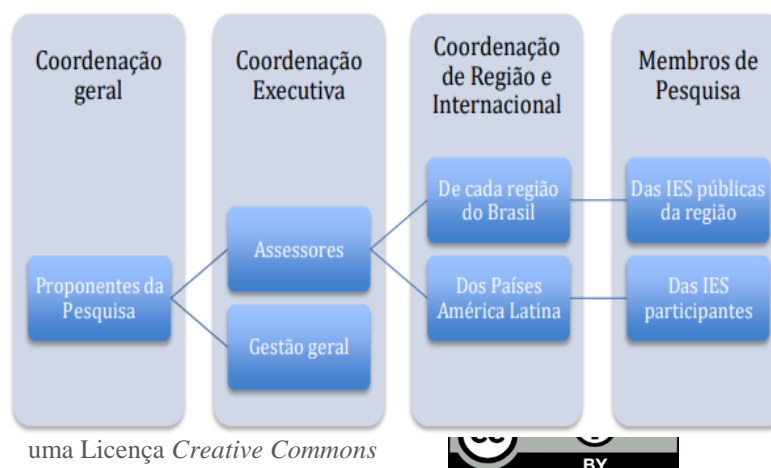 Coordenação
geral
Coordenação
Executiva
Coordenação
de Região e
Internacional
Membros de
Pesquisa
Proponentes da
Pesquisa
Assessores
Gestão geral
De cada região
do Brasil
Dos Países
América Latina
Das IES públicas
da região
Das IES
participantes
uma Licença Creative Commons
BY